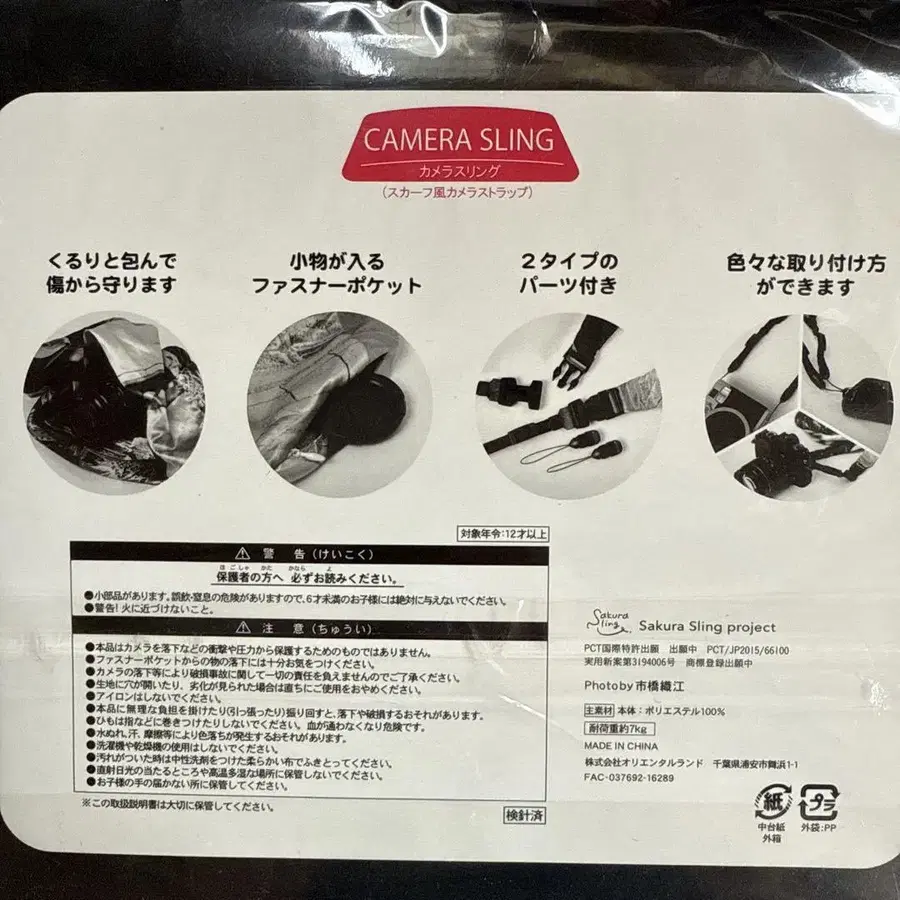 CAMERA SLING
カメラスリング
(スカーフ風カメラストラップ)
くるりと包んで
傷から守ります
小物が入る
ファスナーポケット
2タイプの
パーツ付き
色々な取り付け方
ができます
対象年令:12才以上
⚠ 警 告(けいこく)
保護者の方へ 必ずお読みください。
●小部品があります。誤飲・窒息の危険がありますので、6才未満のお子様には絶対に与えないでください。
●警告! 火に近づけないこと。
⚠ 注 意(ちゅうい)
●本品はカメラを落下などの衝撃や圧力から保護するためのものではありません。
●ファスナーポケットからの物の落下には十分お気をつけください。
●カメラの落下等により破損事故に関して一切の責任を負えませんのでご了承ください。
●生地に穴が開いたり、劣化が見られた場合は直ちにご使用をおやめください。
●アイロンはしないでください。
●本品に無理な負担を掛けたり(引っ張ったり)振り回すと、落下や破損するおそれがあります。
●ひもは指などに巻きつけたりしないでください。血が通わなくなり危険です。
●水ぬれ、汗、摩擦等により色落ちが発生するおそれがあります。
●洗濯機や乾燥機の使用はしないでください。
●汚れがついた時は中性洗剤をつけた柔らかい布でふきとってください。
●直射日光の当たるところや高温多湿な場所に保管しないでください。
●お子様の手の届かない所に保管してください。
※この取扱説明書は大切に保管してください。
検針済
Sakura Sling
Sakura Sling project
PCT国際特許出願 出願中 PCT/JP2015/66100
実用新案第3194006号 商標登録出願中
Photo by 市橋織江
主素材 本体:ポリエステル100%
耐荷重約7kg
MADE IN CHINA
株式会社オリエンタルランド 千葉県浦安市舞浜1-1
FAC-037692-16289
紙
中台紙
外箱
プラ
外袋:PP